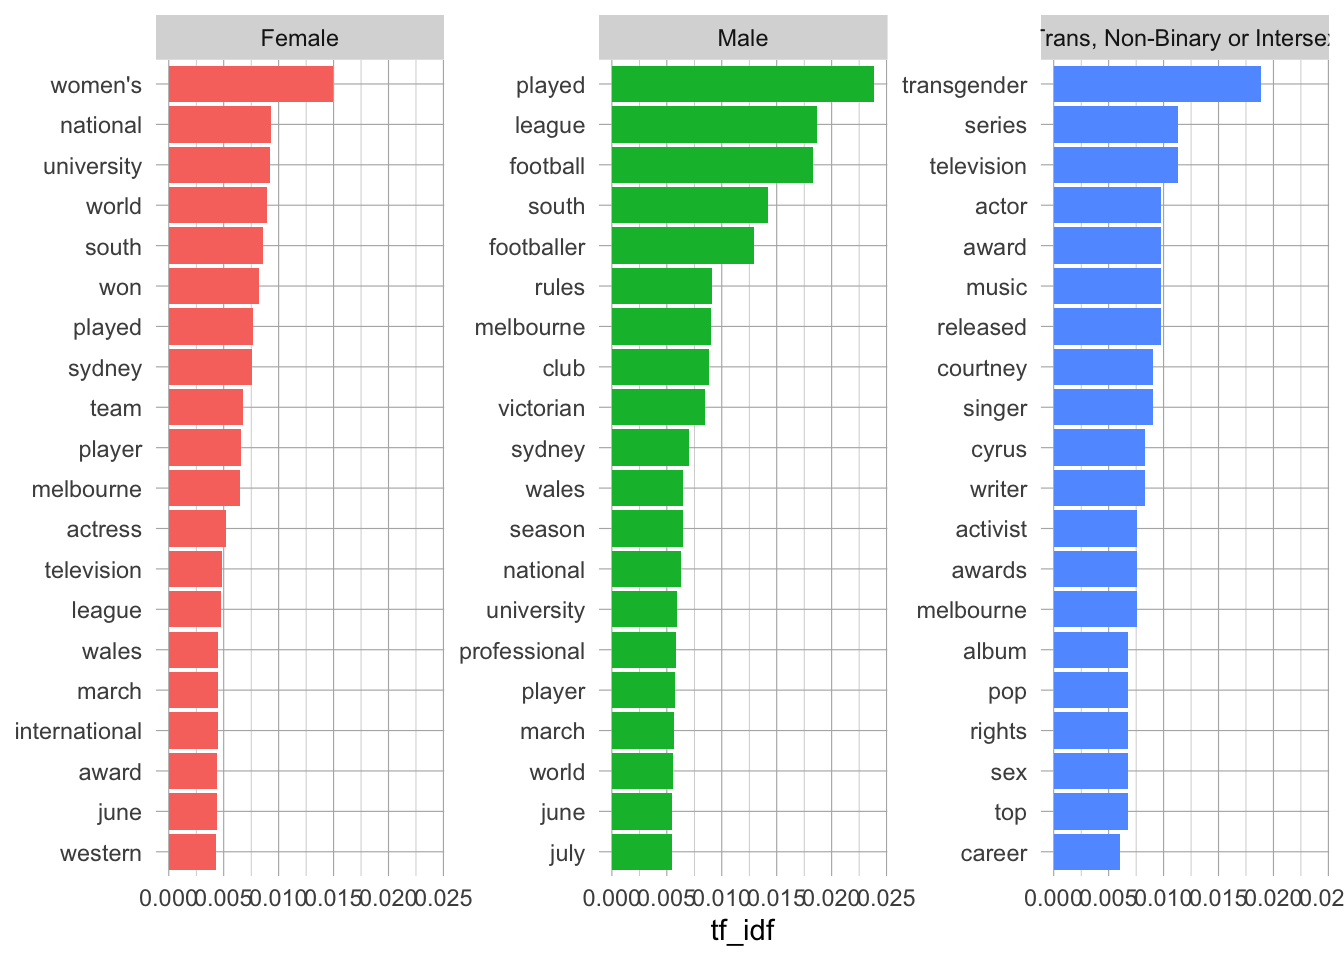 Female
women's
national
university
world
south
won
played
sydney
team
player
melbourne
actress
television
league
wales
march
international
award
june
western
0.000 0.005 0.010 0.015 0.020 0.025
Male
played
league
football
south
footballer
rules
melbourne
club
victorian
sydney
wales
season
national
university
professional
player
march
world
june
july
0.000 0.005 0.010 0.015 0.020 0.025
Trans, Non-Binary or Interse
transgender
series
television
actor
award
music
released
courtney
singer
cyrus
writer
activist
awards
melbourne
album
pop
rights
sex
top
career
0.000 0.005 0.010 0.015 0.020 0.02
tf_idf